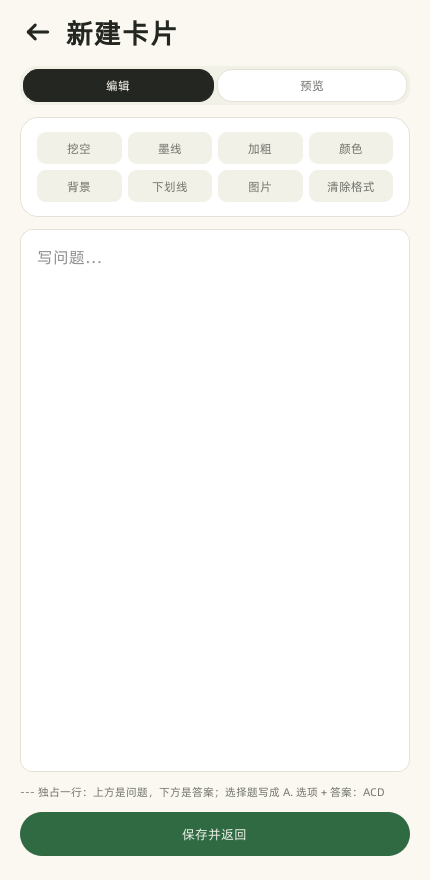 新建卡片
编辑 预览
挖空 墨线 加粗 颜色
背景 下划线 图片 清除格式
写问题...
--- 独占一行：上方是问题，下方是答案；选择题写成 A. 选项 + 答案：ACD
保存并返回